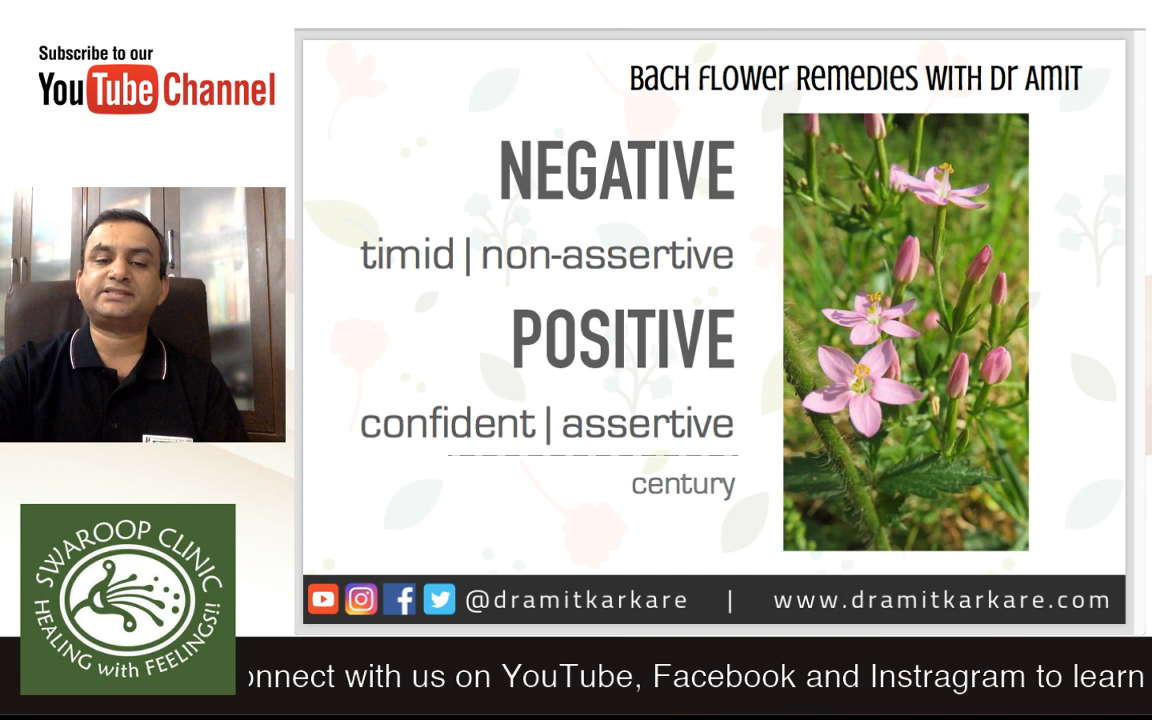 Subscribe to our
YouTube Channel
Bach Flower Remedies with Dr Amit
NEGATIVE
timid | non-assertive
POSITIVE
confident | assertive
century
@dramitkarkare | www.dramitkarkare.com
SWAROOP CLINIC
HEALING with FEELINGS!!
onnect with us on YouTube, Facebook and Instragram to learn